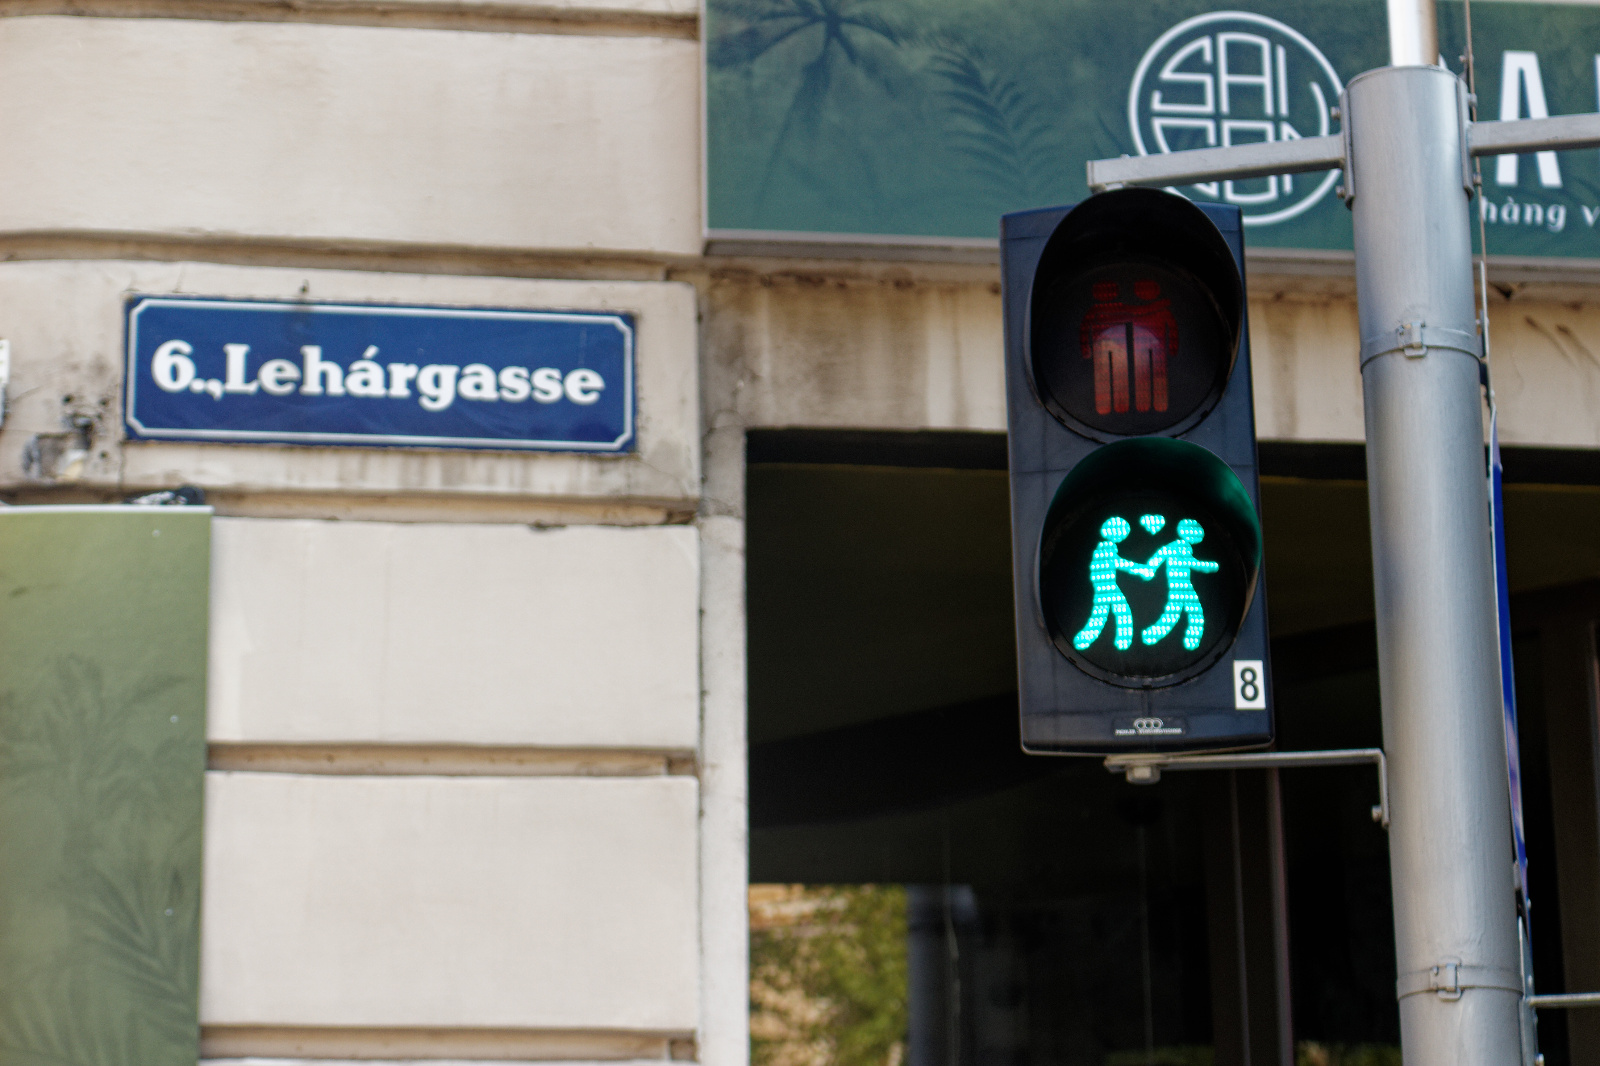 6.,Lehárgasse
SAI
GON
A
hàng v
8